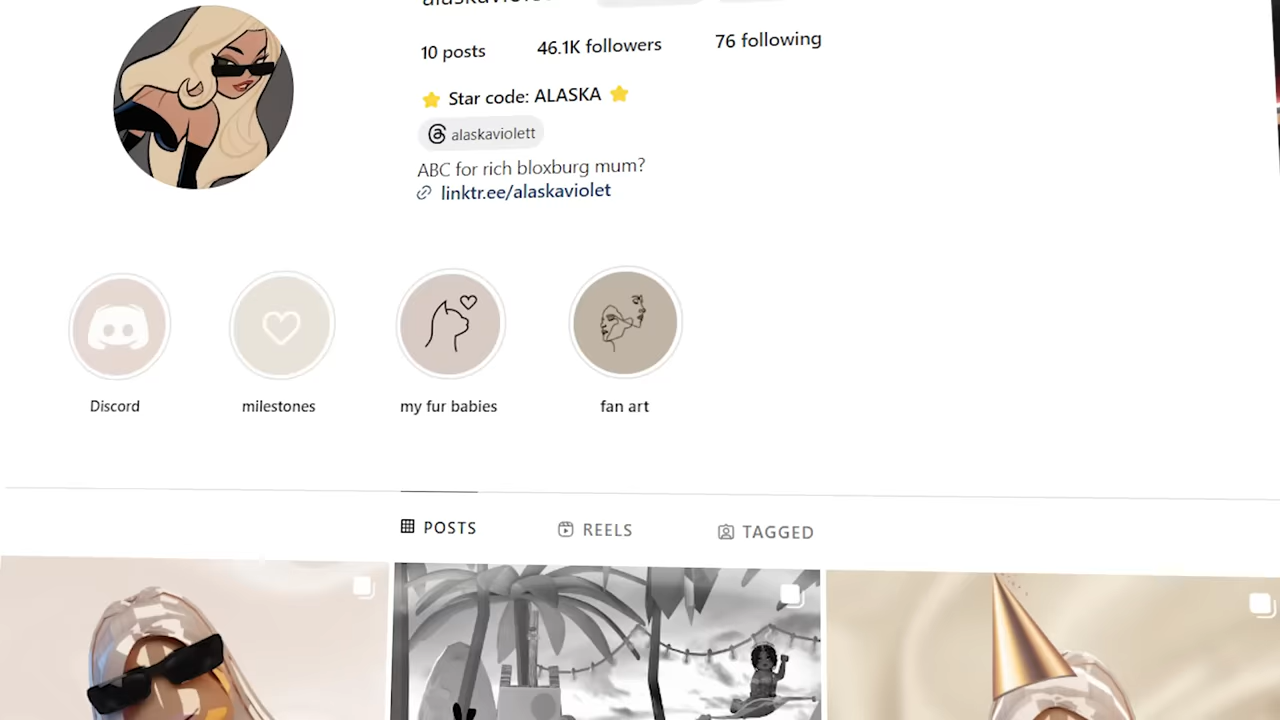 10 posts 46.1K followers 76 following
⭐ Star code: ALASKA ⭐
alaskaviolett
ABC for rich bloxburg mum?
linktr.ee/alaskaviolet
Discord milestones my fur babies fan art
POSTS REELS TAGGED